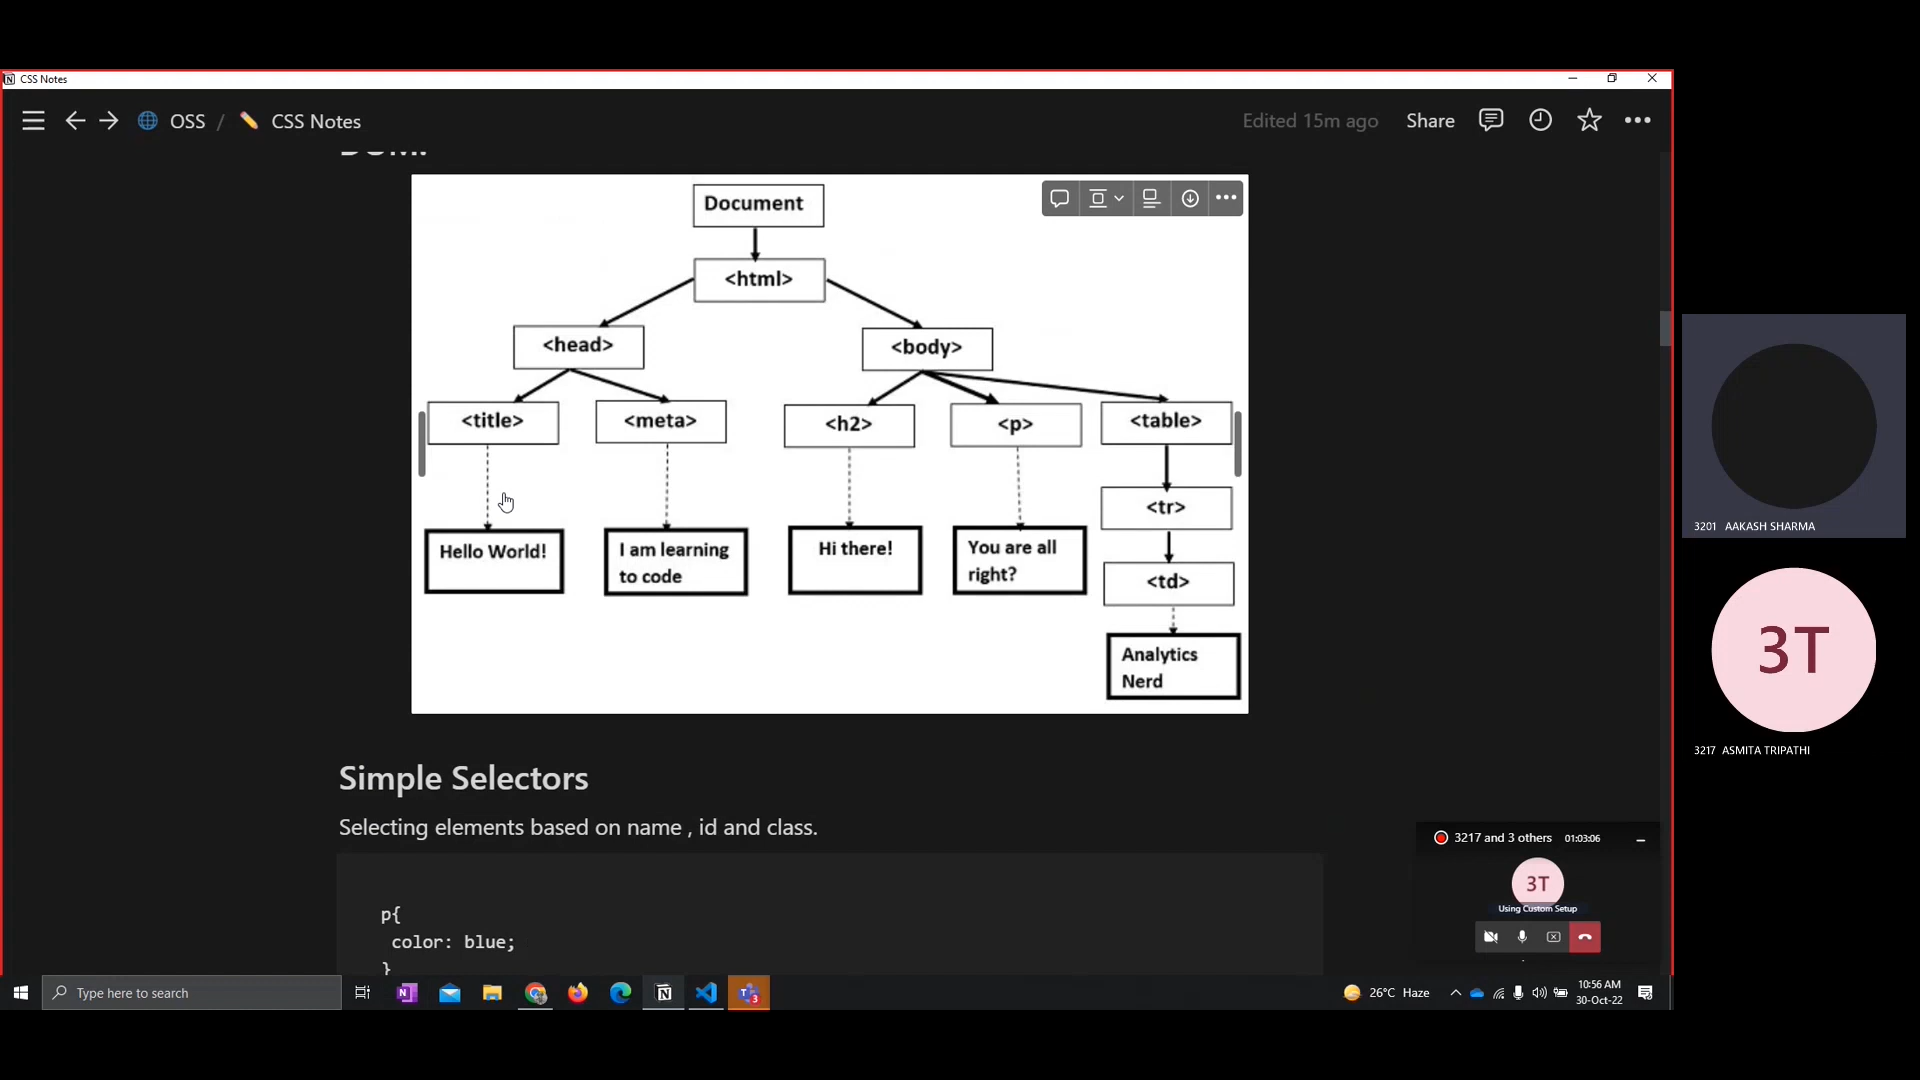 CSS Notes
OSS / CSS Notes
Edited 15m ago Share
DOM:
Document
<html>
<head> <body>
<title> <meta> <h2> <p> <table>
<tr>
<td>
Hello World!
I am learning
to code
Hi there!
You are all
right?
Analytics
Nerd
Simple Selectors
Selecting elements based on name , id and class.
p{
color: blue;
}
3201 AAKASH SHARMA
3T
3217 ASMITA TRIPATHI
3217 and 3 others 01:03:06
3T
Using Custom Setup
Type here to search
3
26°C Haze
10:56 AM
30-Oct-22